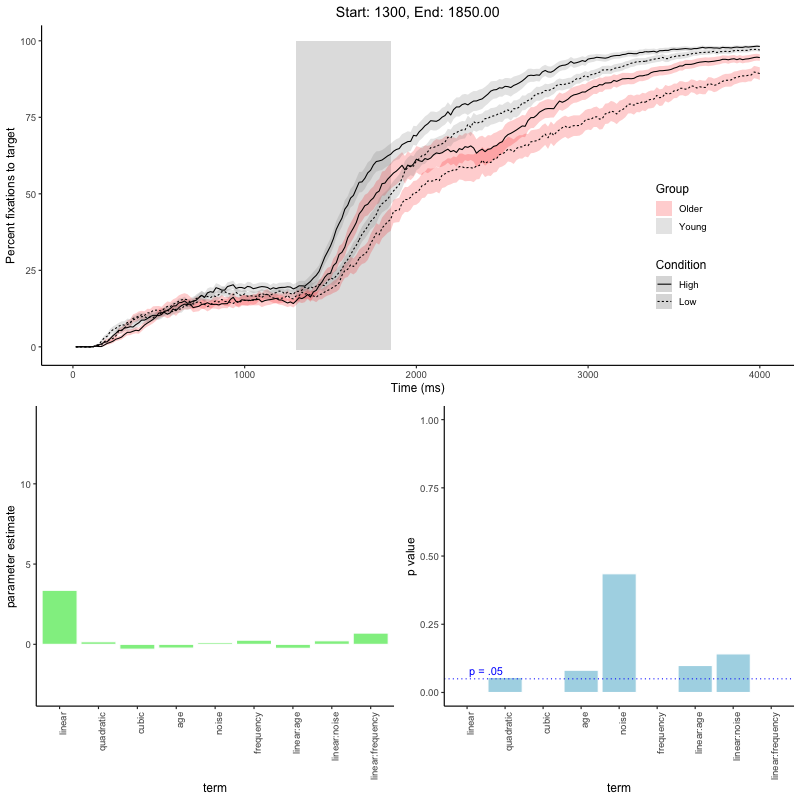 Start: 1300, End: 1850.00
Percent fixations to target
100
75
50
25
0
0
1000
2000
3000
4000
Time (ms)
Group
Older
Young
Condition
High
Low
parameter estimate
10
5
0
linear
quadratic
cubic
age
noise
frequency
linear:age
linear:noise
linear:frequency
term
p value
1.00
0.75
0.50
0.25
0.00
p = .05
linear
quadratic
cubic
age
noise
frequency
linear:age
linear:noise
linear:frequency
term